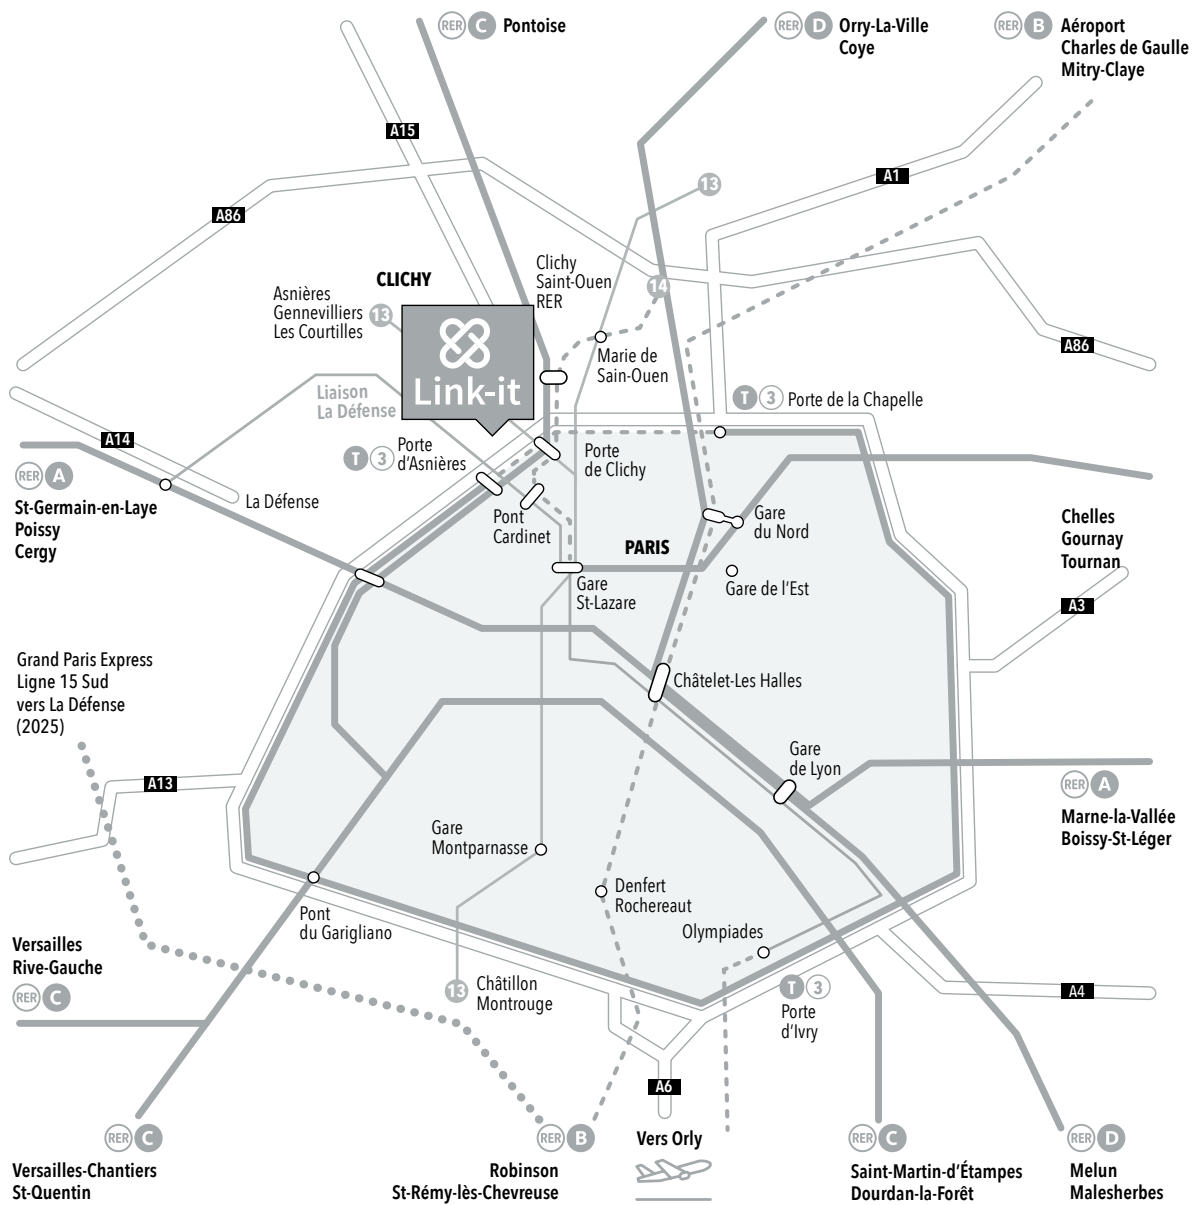 RER C Pontoise
RER D Orry-La-Ville
Coye
RER B Aéroport
Charles de Gaulle
Mitry-Claye
A15
A1
13
A86
CLICHY
Clichy
Saint-Ouen
RER
14
Asnières
Gennevilliers
Les Courtilles
13
Marie de
Sain-Ouen
A86
Link-it
Liaison
La Défense
T 3 Porte de la Chapelle
A14
T 3 Porte
d'Asnières
Porte
de Clichy
RER A
St-Germain-en-Laye
Poissy
Cergy
La Défense
Pont
Cardinet
PARIS
Gare
du Nord
Chelles
Gournay
Tournan
Gare
St-Lazare
Gare de l'Est
A3
Grand Paris Express
Ligne 15 Sud
vers La Défense
(2025)
Châtelet-Les Halles
Gare
de Lyon
A13
RER A
Marne-la-Vallée
Boissy-St-Léger
Gare
Montparnasse
Denfert
Rochereaut
Pont
du Garigliano
Olympiades
Versailles
Rive-Gauche
RER C
13
Châtillon
Montrouge
T 3
Porte
d'Ivry
A4
A6
RER C
Versailles-Chantiers
St-Quentin
RER B
Robinson
St-Rémy-lès-Chevreuse
Vers Orly
RER C
Saint-Martin-d'Étampes
Dourdan-la-Forêt
RER D
Melun
Malesherbes